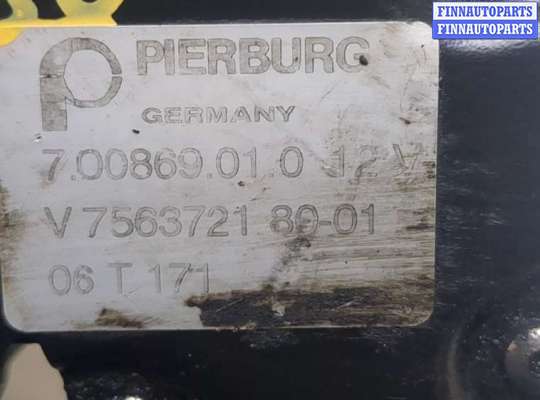 FINNAUTOPARTS
FINNAUTOPARTS
PIERBURG
GERMANY
7.00869.01.0 12 V
V 7563721 80-01
06 T 171